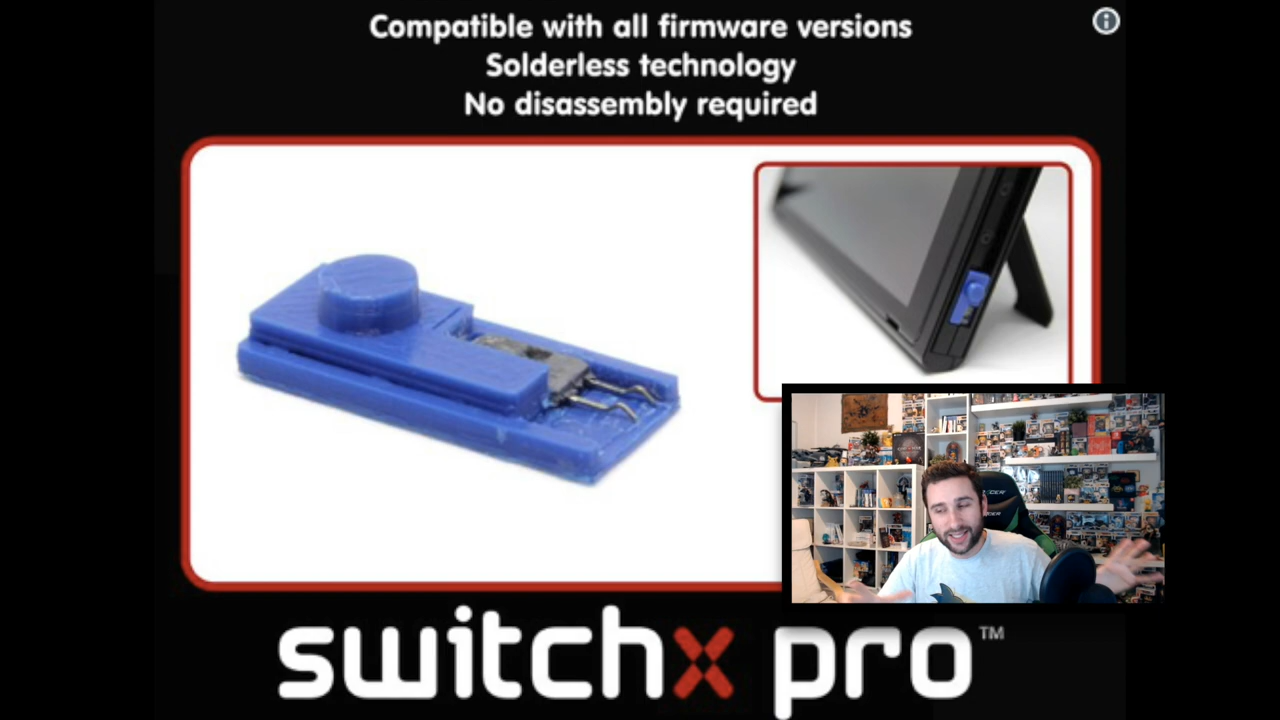 Compatible with all firmware versions
Solderless technology
No disassembly required
switchx pro™